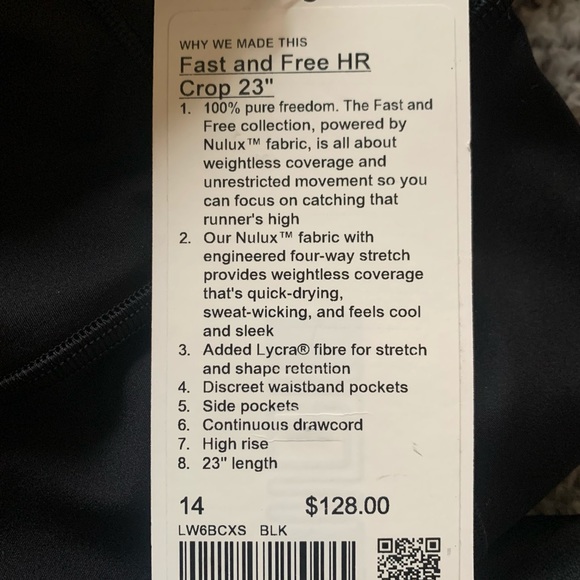 WHY WE MADE THIS
Fast and Free HR
Crop 23"
1. 100% pure freedom. The Fast and
Free collection, powered by
Nulux™ fabric, is all about
weightless coverage and
unrestricted movement so you
can focus on catching that
runner's high
2. Our Nulux™ fabric with
engineered four-way stretch
provides weightless coverage
that's quick-drying,
sweat-wicking, and feels cool
and sleek
3. Added Lycra® fibre for stretch
and shape retention
4. Discreet waistband pockets
5. Side pockets
6. Continuous drawcord
7. High rise
8. 23" length
14 $128.00
LW6BCXS BLK